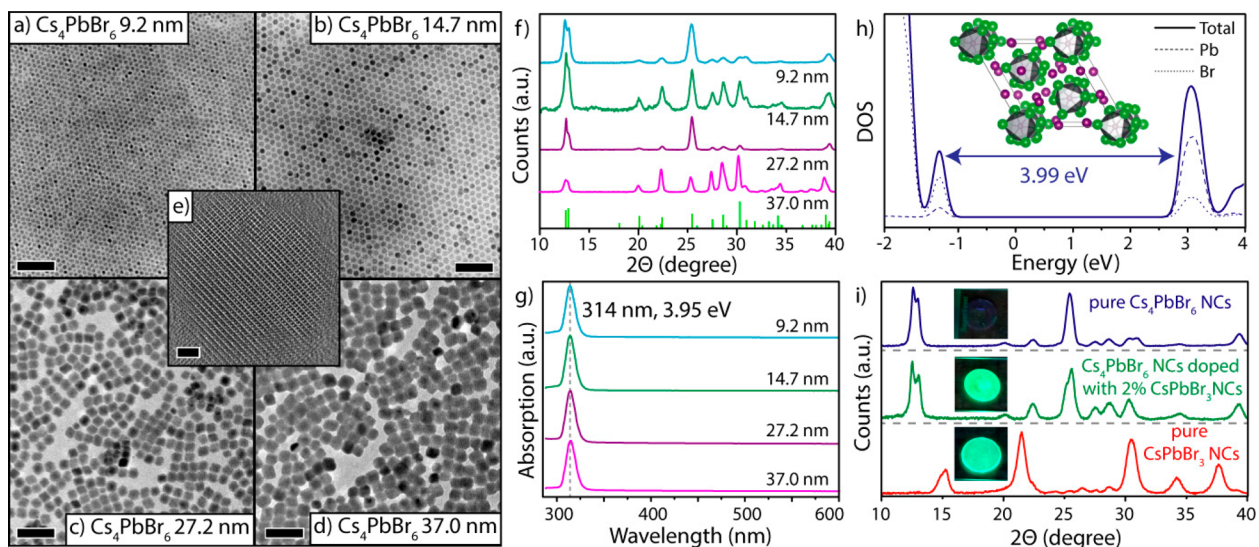 a) Cs₄PbBr₆ 9.2 nm
b) Cs₄PbBr₆ 14.7 nm
e)
c) Cs₄PbBr₆ 27.2 nm
d) Cs₄PbBr₆ 37.0 nm
f)
Counts (a.u.)
9.2 nm
14.7 nm
27.2 nm
37.0 nm
10 15 20 25 30 35 40
2Θ (degree)
g)
314 nm, 3.95 eV
Absorption (a.u.)
9.2 nm
14.7 nm
27.2 nm
37.0 nm
300 350 400 450 500 550 600
Wavelength (nm)
h)
Total
Pb
Br
DOS
3.99 eV
-2 -1 0 1 2 3 4
Energy (eV)
i)
Counts (a.u.)
pure Cs₄PbBr₆ NCs
Cs₄PbBr₆ NCs doped
with 2% CsPbBr₃NCs
pure
CsPbBr₃ NCs
10 15 20 25 30 35 40
2Θ (degree)